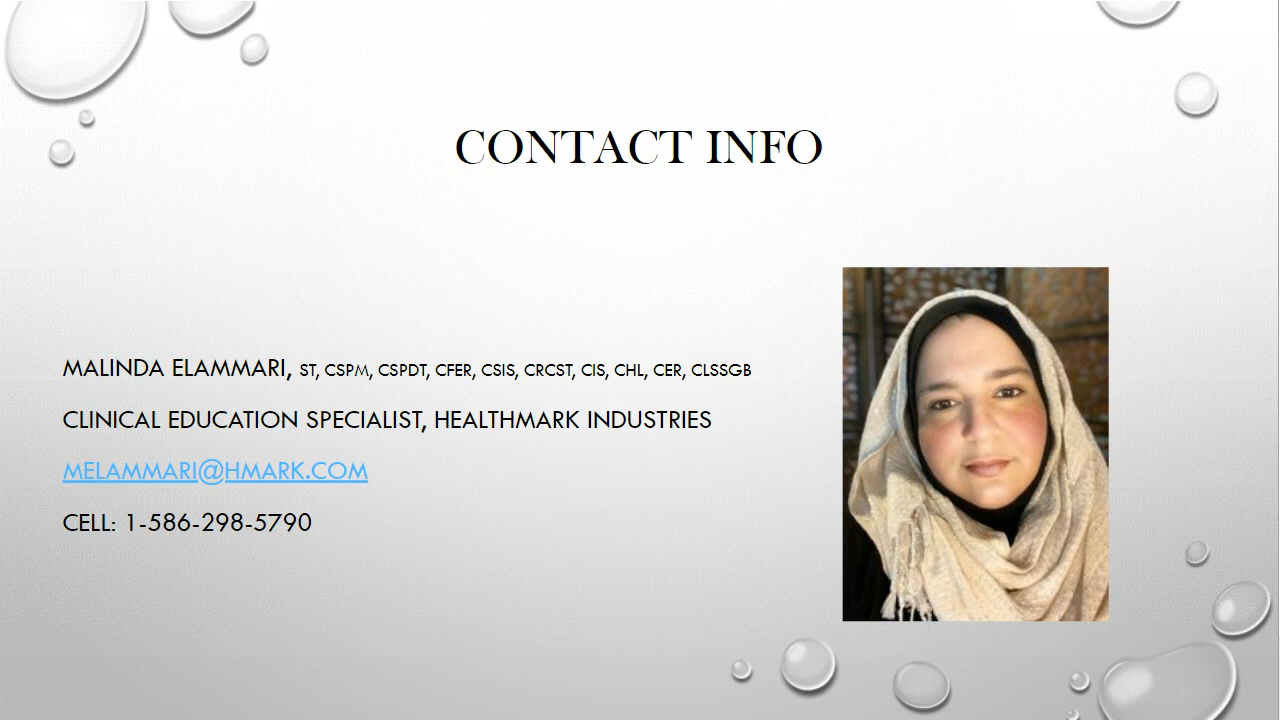 CONTACT INFO
MALINDA ELAMMARI, ST, CSPM, CSPDT, CFER, CSIS, CRCST, CIS, CHL, CER, CLSSGB
CLINICAL EDUCATION SPECIALIST, HEALTHMARK INDUSTRIES
MELAMMARI@HMARK.COM
CELL: 1-586-298-5790